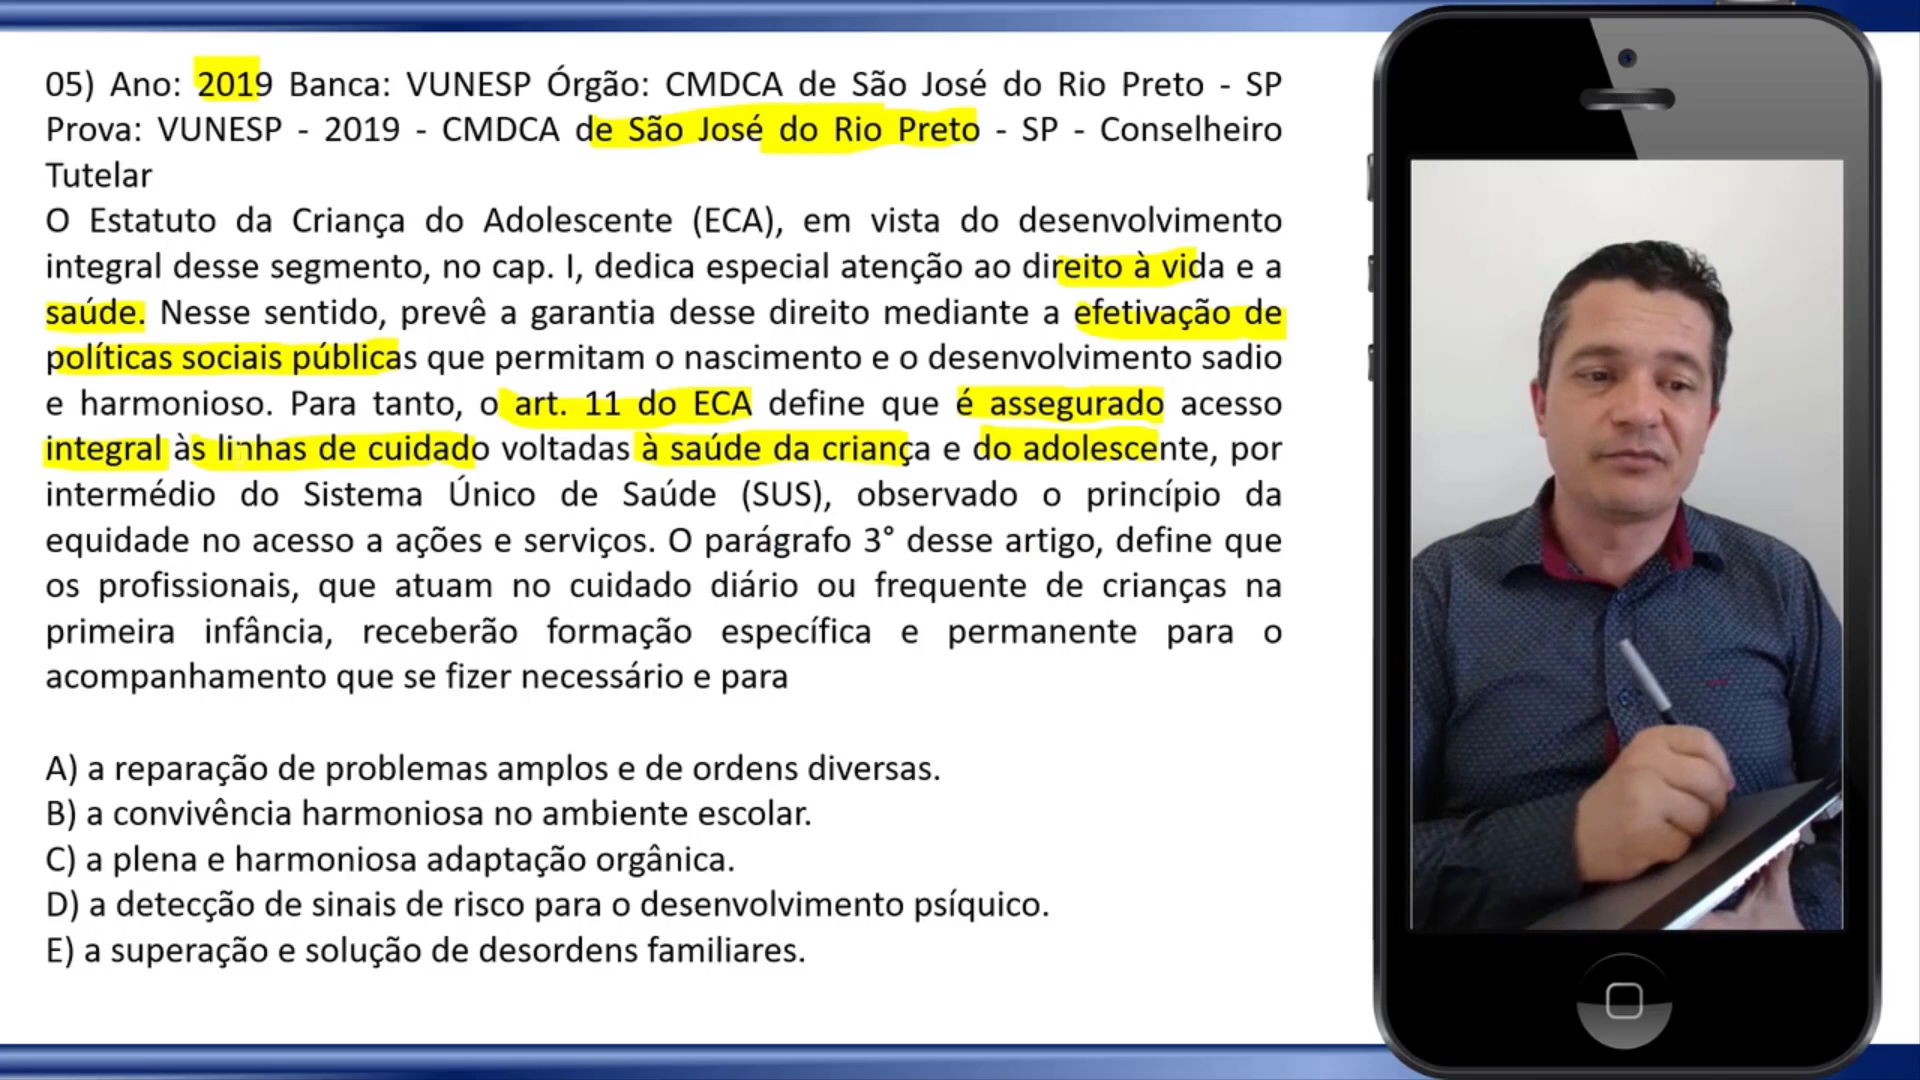 05) Ano: 2019 Banca: VUNESP Órgão: CMDCA de São José do Rio Preto - SP
Prova: VUNESP - 2019 - CMDCA de São José do Rio Preto - SP - Conselheiro
Tutelar
O Estatuto da Criança do Adolescente (ECA), em vista do desenvolvimento
integral desse segmento, no cap. I, dedica especial atenção ao direito à vida e a
saúde. Nesse sentido, prevê a garantia desse direito mediante a efetivação de
políticas sociais públicas que permitam o nascimento e o desenvolvimento sadio
e harmonioso. Para tanto, o art. 11 do ECA define que é assegurado acesso
integral às linhas de cuidado voltadas à saúde da criança e do adolescente, por
intermédio do Sistema Único de Saúde (SUS), observado o princípio da
equidade no acesso a ações e serviços. O parágrafo 3° desse artigo, define que
os profissionais, que atuam no cuidado diário ou frequente de crianças na
primeira infância, receberão formação específica e permanente para o
acompanhamento que se fizer necessário e para
A) a reparação de problemas amplos e de ordens diversas.
B) a convivência harmoniosa no ambiente escolar.
C) a plena e harmoniosa adaptação orgânica.
D) a detecção de sinais de risco para o desenvolvimento psíquico.
E) a superação e solução de desordens familiares.